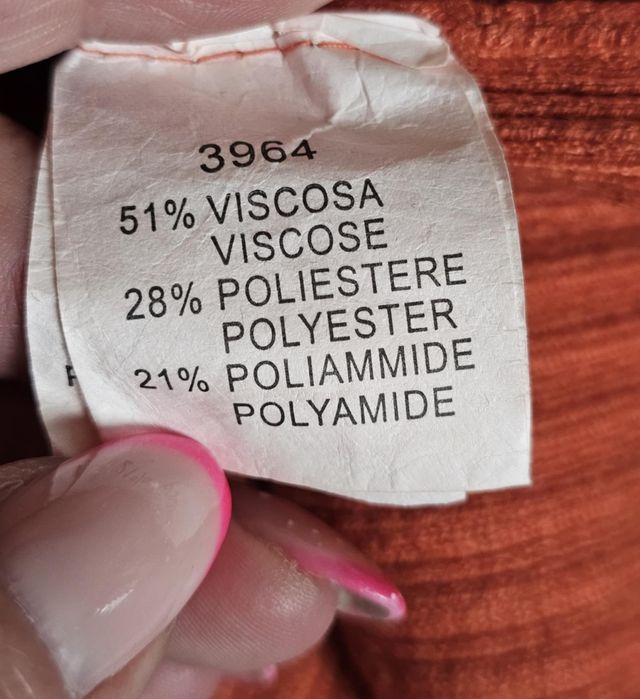 3964
51% VISCOSA
VISCOSE
28% POLIESTERE
POLYESTER
21% POLIAMMIDE
POLYAMIDE